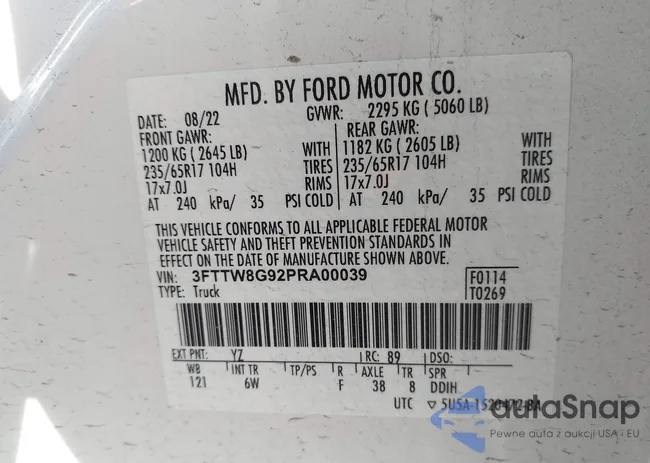 MFD. BY FORD MOTOR CO.
DATE: 08/22 GVWR: 2295 KG ( 5060 LB)
FRONT GAWR: REAR GAWR:
1200 KG ( 2645 LB) WITH 1182 KG ( 2605 LB) WITH
235/65R17 104H TIRES 235/65R17 104H TIRES
17x7.0J RIMS 17x7.0J RIMS
AT 240 kPa/ 35 PSI COLD AT 240 kPa/ 35 PSI COLD
THIS VEHICLE CONFORMS TO ALL APPLICABLE FEDERAL MOTOR
VEHICLE SAFETY AND THEFT PREVENTION STANDARDS IN
EFFECT ON THE DATE OF MANUFACTURE SHOWN ABOVE.
VIN: 3FTTW8G92PRA00039 F0114
TYPE: Truck T0269
EXT PNT: YZ RC: 89 DSO:
WB INT TR TP/PS R AXLE TR SPR
121 6W F 38 8 DDIH
UTC ▽ 5U5A-1520472-BA
autoSnap
Pewne auta z aukcji USA i EU